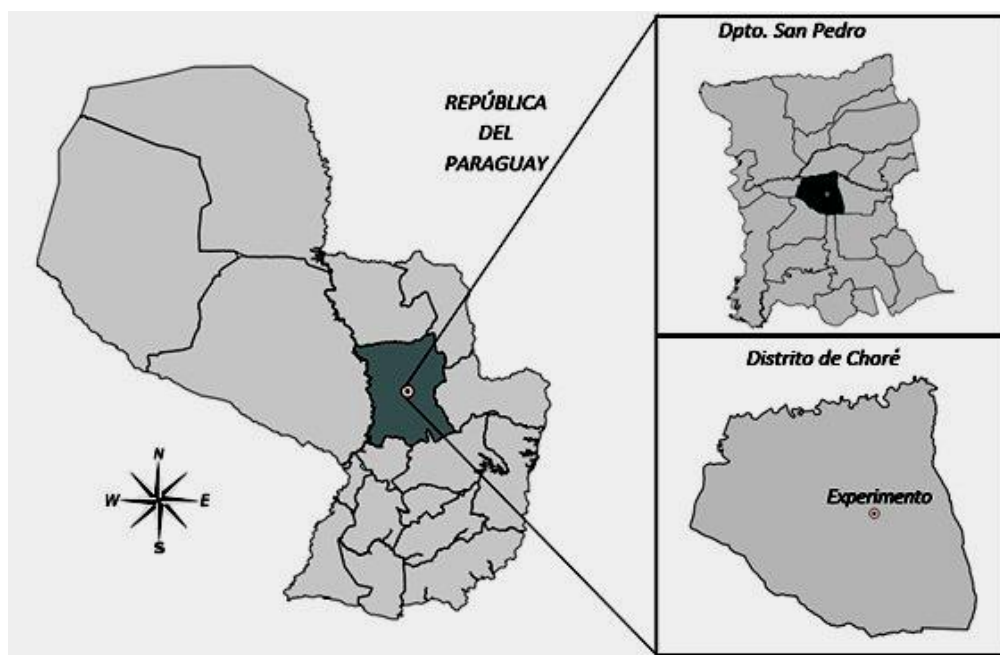 REPÚBLICA
DEL
PARAGUAY
Dpto. San Pedro
Distrito de Choré
Experimento
N
W
E
S